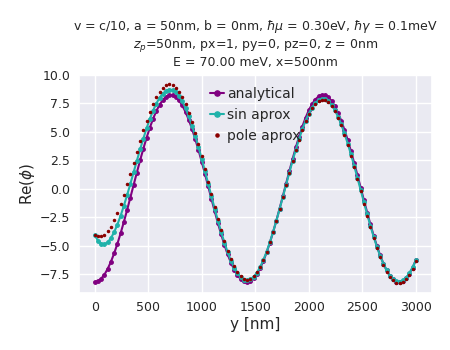 v = c/10, a = 50nm, b = 0nm, ℏμ = 0.30eV, ℏγ = 0.1meV
zₚ=50nm, px=1, py=0, pz=0, z = 0nm
E = 70.00 meV, x=500nm
10.0
7.5
5.0
2.5
0.0
−2.5
−5.0
−7.5
Re(ϕ)
analytical
sin aprox
pole aprox
0
500
1000
1500
2000
2500
3000
y [nm]